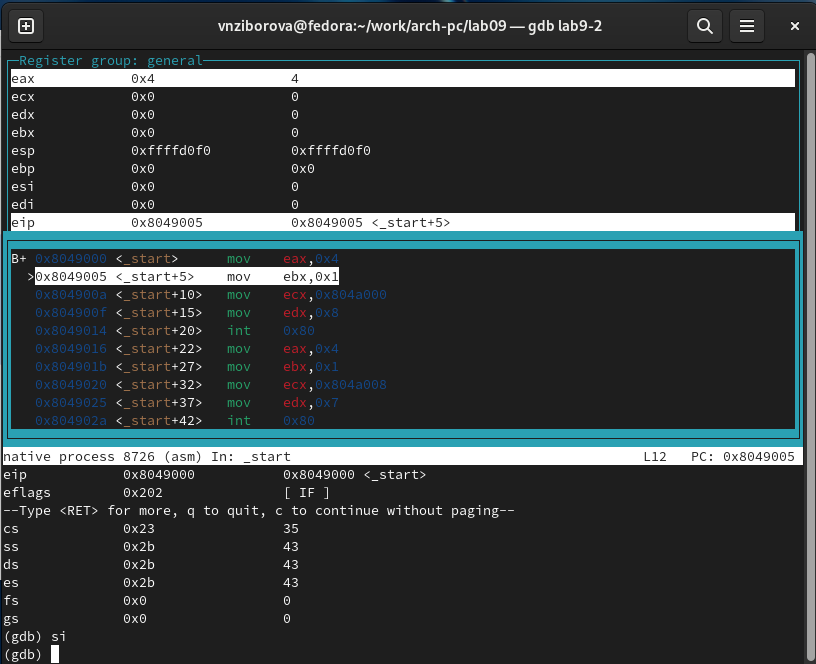 vnziborova@fedora:~/work/arch-pc/lab09 — gdb lab9-2
Register group: general
eax 0x4 4
ecx 0x0 0
edx 0x0 0
ebx 0x0 0
esp 0xffffd0f0 0xffffd0f0
ebp 0x0 0x0
esi 0x0 0
edi 0x0 0
eip 0x8049005 0x8049005 <_start+5>
B+ 0x8049000 <_start> mov eax,0x4
>0x8049005 <_start+5> mov ebx,0x1
0x804900a <_start+10> mov ecx,0x804a000
0x804900f <_start+15> mov edx,0x8
0x8049014 <_start+20> int 0x80
0x8049016 <_start+22> mov eax,0x4
0x804901b <_start+27> mov ebx,0x1
0x8049020 <_start+32> mov ecx,0x804a008
0x8049025 <_start+37> mov edx,0x7
0x804902a <_start+42> int 0x80
native process 8726 (asm) In: _start L12 PC: 0x8049005
eip 0x8049000 0x8049000 <_start>
eflags 0x202 [ IF ]
--Type <RET> for more, q to quit, c to continue without paging--
cs 0x23 35
ss 0x2b 43
ds 0x2b 43
es 0x2b 43
fs 0x0 0
gs 0x0 0
(gdb) si
(gdb)